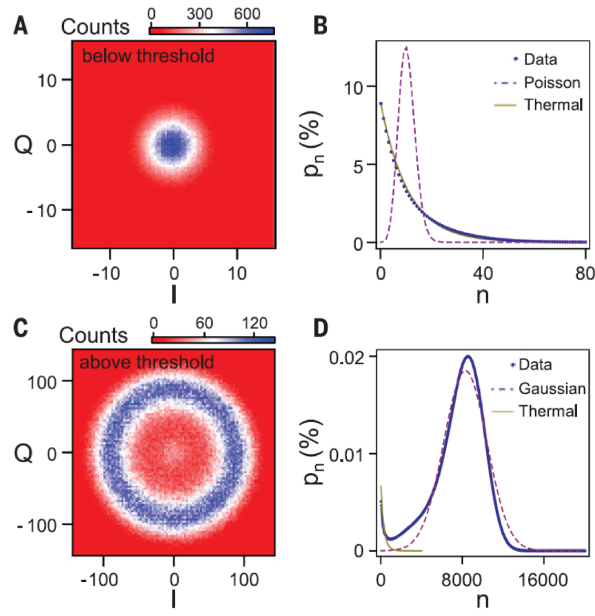 A
Counts
0 300 600
below threshold
10
Q 0
-10
-10 0 10
I
B
Data
Poisson
Thermal
10
p_n (%)
5
0
0 40 80
n
C
Counts
0 60 120
above threshold
100
Q 0
-100
-100 0 100
I
D
0.02
Data
Gaussian
Thermal
p_n (%)
0.01
0
0 8000 16000
n